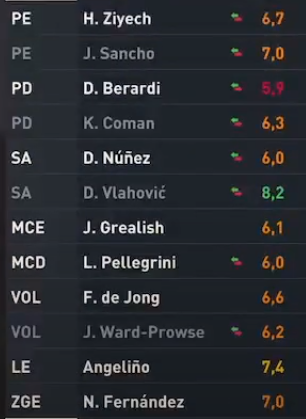 PE H. Ziyech 6,7
PE J. Sancho 7,0
PD D. Berardi 5,9
PD K. Coman 6,3
SA D. Núñez 6,0
SA D. Vlahović 8,2
MCE J. Grealish 6,1
MCD L. Pellegrini 6,0
VOL F. de Jong 6,6
VOL J. Ward-Prowse 6,2
LE Angeliño 7,4
ZGE N. Fernández 7,0